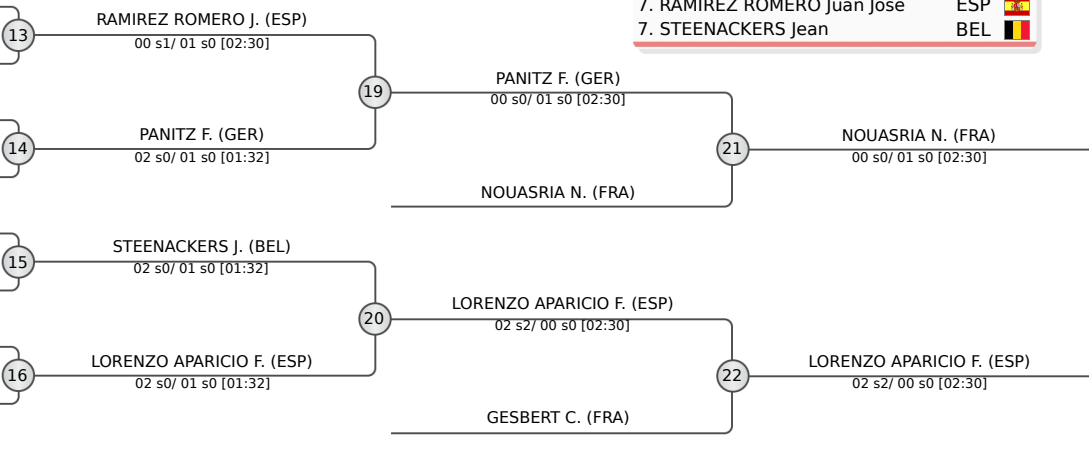 7. RAMIREZ ROMERO Juan Jose ESP
7. STEENACKERS Jean BEL
RAMIREZ ROMERO J. (ESP)
13
00 s1/ 01 s0 [02:30]
19
PANITZ F. (GER)
00 s0/ 01 s0 [02:30]
PANITZ F. (GER)
14
02 s0/ 01 s0 [01:32]
21
NOUASRIA N. (FRA)
00 s0/ 01 s0 [02:30]
NOUASRIA N. (FRA)
STEENACKERS J. (BEL)
15
02 s0/ 01 s0 [01:32]
20
LORENZO APARICIO F. (ESP)
02 s2/ 00 s0 [02:30]
LORENZO APARICIO F. (ESP)
16
02 s0/ 01 s0 [01:32]
22
LORENZO APARICIO F. (ESP)
02 s2/ 00 s0 [02:30]
GESBERT C. (FRA)